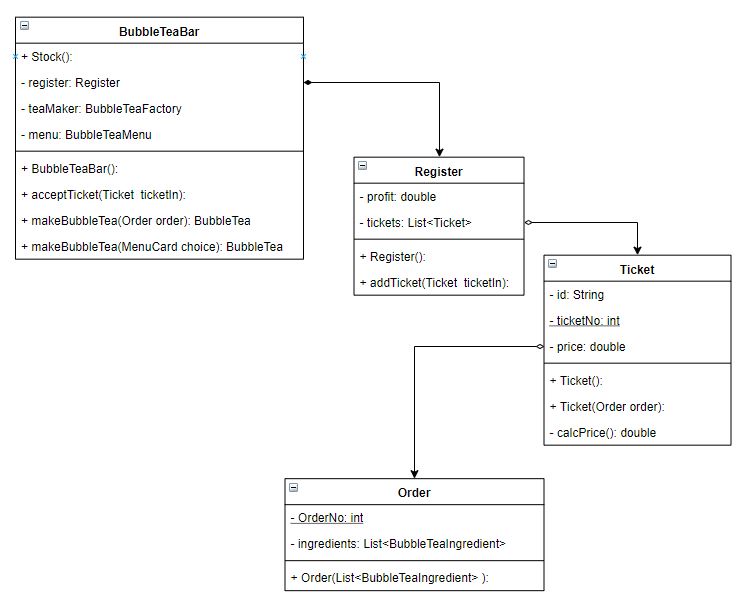 BubbleTeaBar
+ Stock():
- register: Register
- teaMaker: BubbleTeaFactory
- menu: BubbleTeaMenu
+ BubbleTeaBar():
+ acceptTicket(Ticket ticketIn):
+ makeBubbleTea(Order order): BubbleTea
+ makeBubbleTea(MenuCard choice): BubbleTea
Register
- profit: double
- tickets: List<Ticket>
+ Register():
+ addTicket(Ticket ticketIn):
Ticket
- id: String
- ticketNo: int
- price: double
+ Ticket():
+ Ticket(Order order):
- calcPrice(): double
Order
- OrderNo: int
- ingredients: List<BubbleTeaIngredient>
+ Order(List<BubbleTeaIngredient> ):